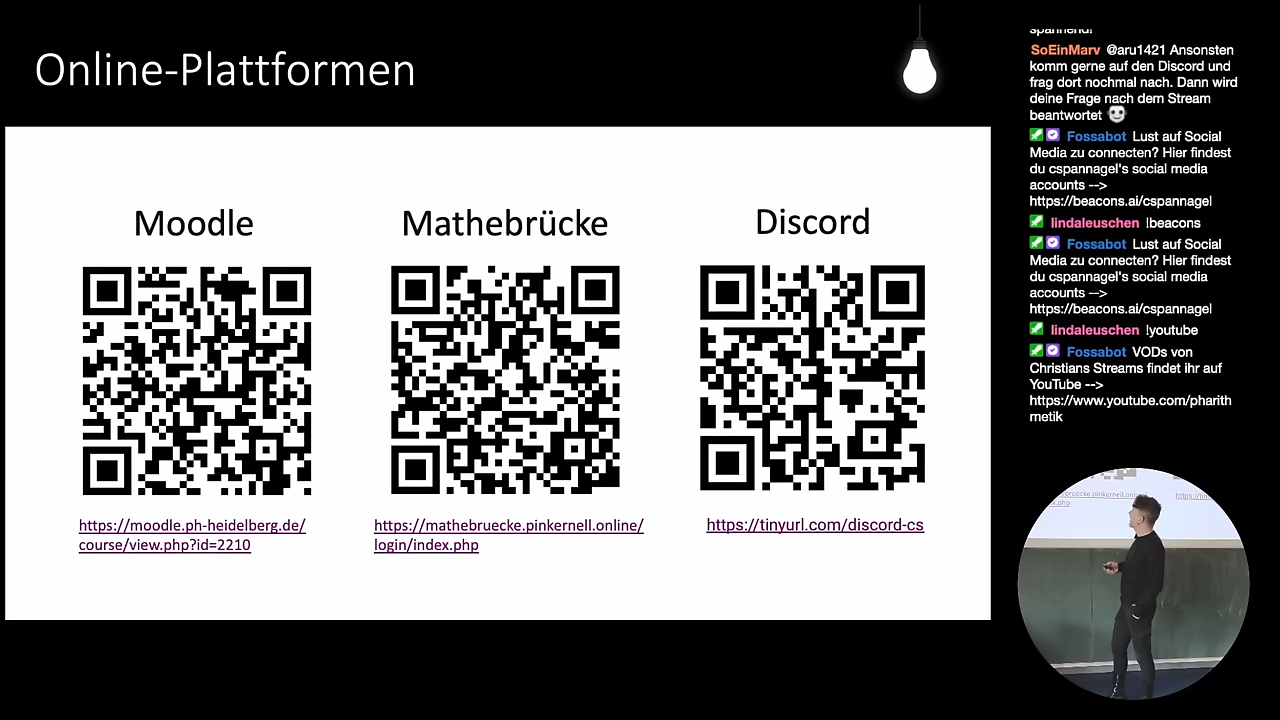 Online-Plattformen
Moodle
https://moodle.ph-heidelberg.de/
course/view.php?id=2210
Mathebrücke
https://mathebruecke.pinkernell.online/
login/index.php
Discord
https://tinyurl.com/discord-cs
spannend!
SoEinMarv @aru1421 Ansonsten
komm gerne auf den Discord und
frag dort nochmal nach. Dann wird
deine Frage nach dem Stream
beantwortet
Fossabot Lust auf Social
Media zu connecten? Hier findest
du cspannagel's social media
accounts -->
https://beacons.ai/cspannagel
lindaleuschen !beacons
Fossabot Lust auf Social
Media zu connecten? Hier findest
du cspannagel's social media
accounts -->
https://beacons.ai/cspannagel
lindaleuschen !youtube
Fossabot VODs von
Christians Streams findet ihr auf
YouTube -->
https://www.youtube.com/pharith
metik